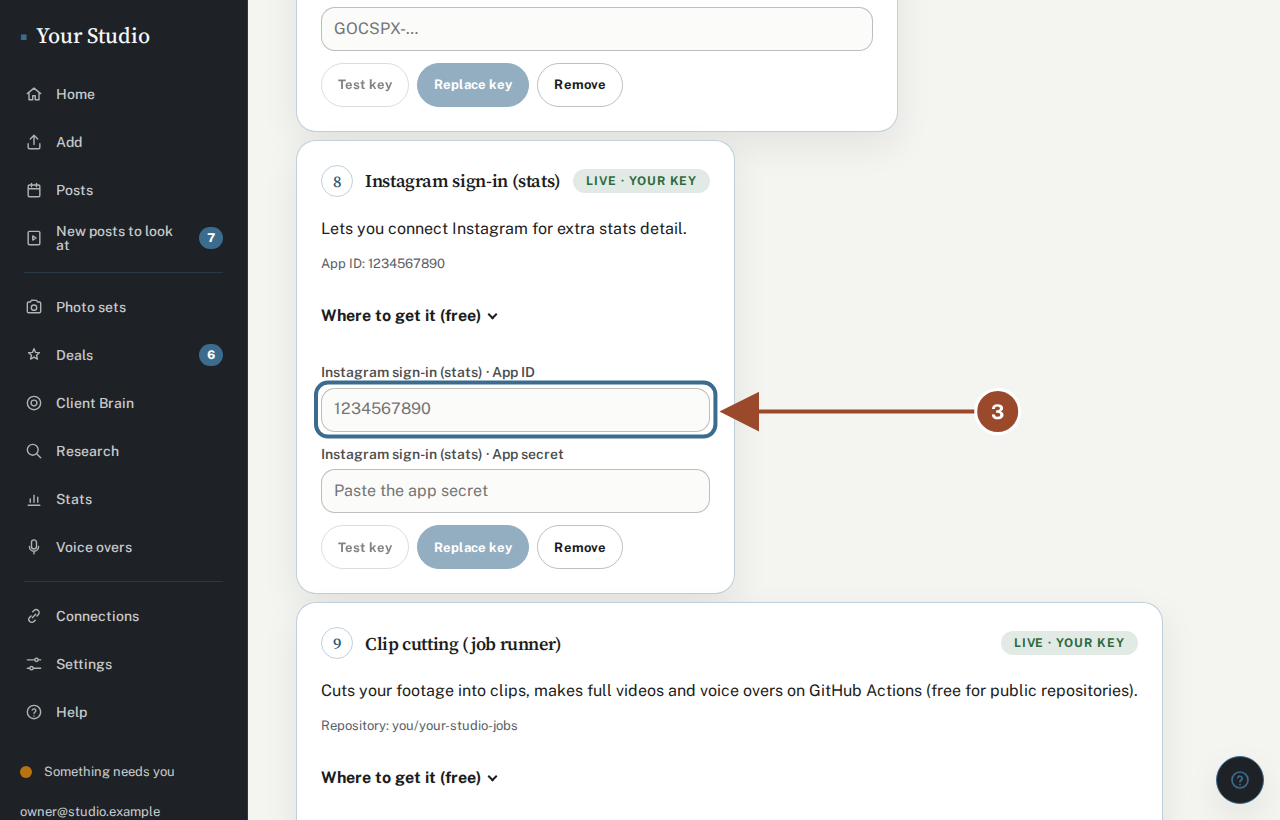 Your Studio
Home
Add
Posts
New posts to look at
7
Photo sets
Deals
6
Client Brain
Research
Stats
Voice overs
Connections
Settings
Help
Something needs you
owner@studio.example
GOCSPX-...
Test key
Replace key
Remove
8
Instagram sign-in (stats)
LIVE · YOUR KEY
Lets you connect Instagram for extra stats detail.
App ID: 1234567890
Where to get it (free)
Instagram sign-in (stats) · App ID
1234567890
3
Instagram sign-in (stats) · App secret
Paste the app secret
Test key
Replace key
Remove
9
Clip cutting (job runner)
LIVE · YOUR KEY
Cuts your footage into clips, makes full videos and voice overs on GitHub Actions (free for public repositories).
Repository: you/your-studio-jobs
Where to get it (free)